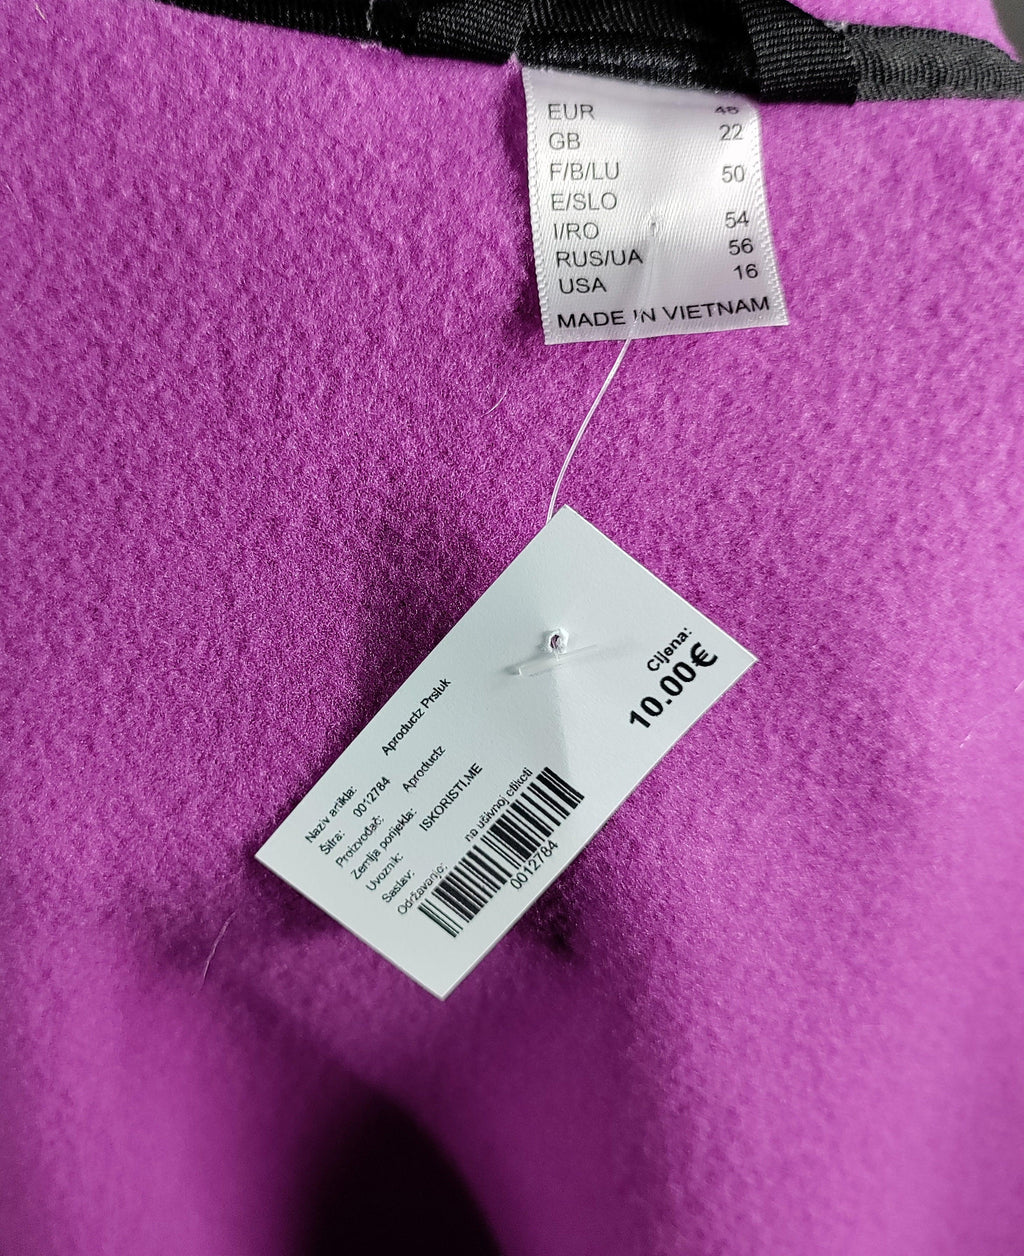 EUR 48
GB 22
F/B/LU 50
E/SLO
I/RO 54
RUS/UA 56
USA 16
MADE IN VIETNAM
Cijena:
10.00€
Naziv artikla: Aproductz Prsluk
Šifra: 0012784
Proizvođač: Aproductz
Zemlja porijekla:
Uvoznik: ISKORISTI.ME
Sastav:
Održavanje: na ušivnoj etiketi
0012784